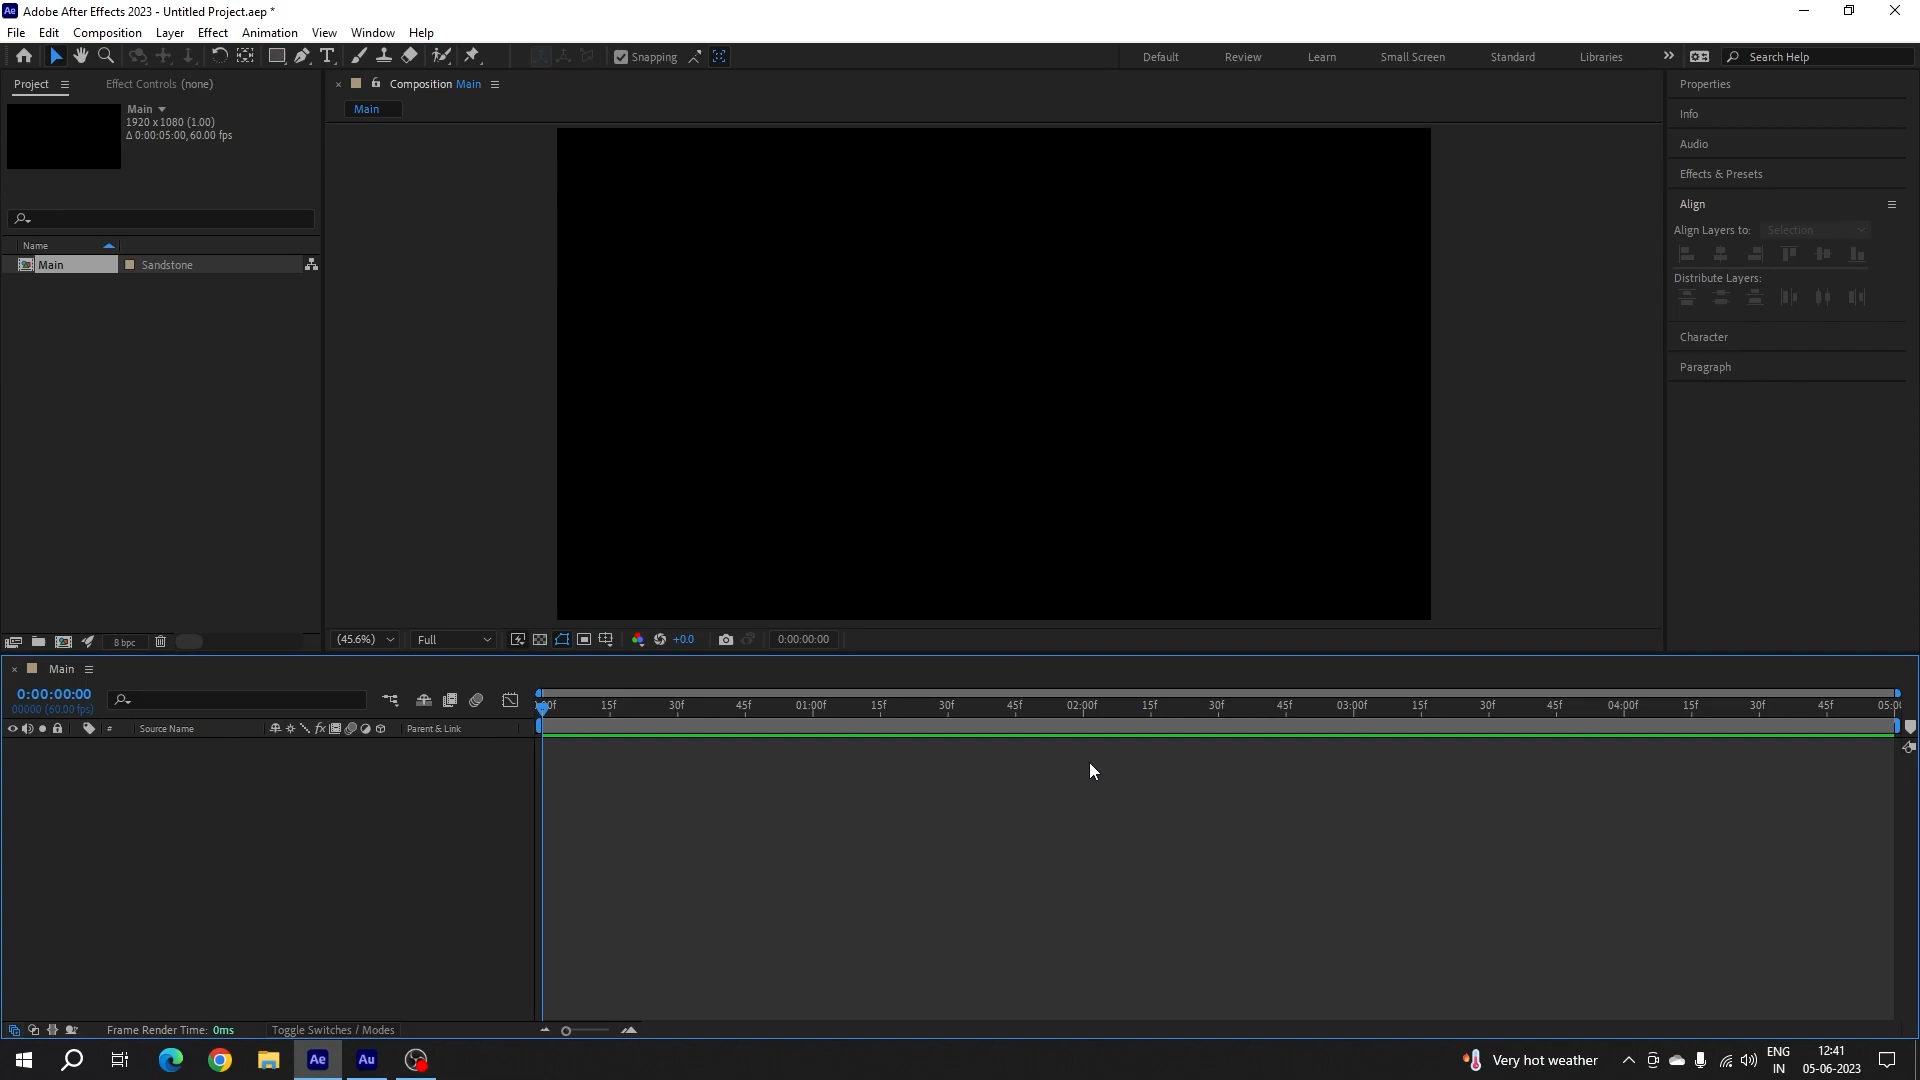 Ae Adobe After Effects 2023 - Untitled Project.aep *
File Edit Composition Layer Effect Animation View Window Help
Snapping Default Review Learn Small Screen Standard Libraries Search Help
Project Effect Controls (none)
Composition Main
Main
Main
1920 x 1080 (1.00)
Δ 0:00:05:00, 60.00 fps
Name
Main Sandstone
Properties
Info
Audio
Effects & Presets
Align
Align Layers to: Selection
Distribute Layers:
Character
Paragraph
8 bpc
(45.6%) Full +0.0 0:00:00:00
Main
0:00:00:00
00000 (60.00 fps)
15f 30f 45f 01:00f 15f 30f 45f 02:00f 15f 30f 45f 03:00f 15f 30f 45f 04:00f 15f 30f 45f
# Source Name fx Parent & Link
Frame Render Time: 0ms Toggle Switches / Modes
Ae Au Very hot weather
ENG
IN
12:41
05-06-2023